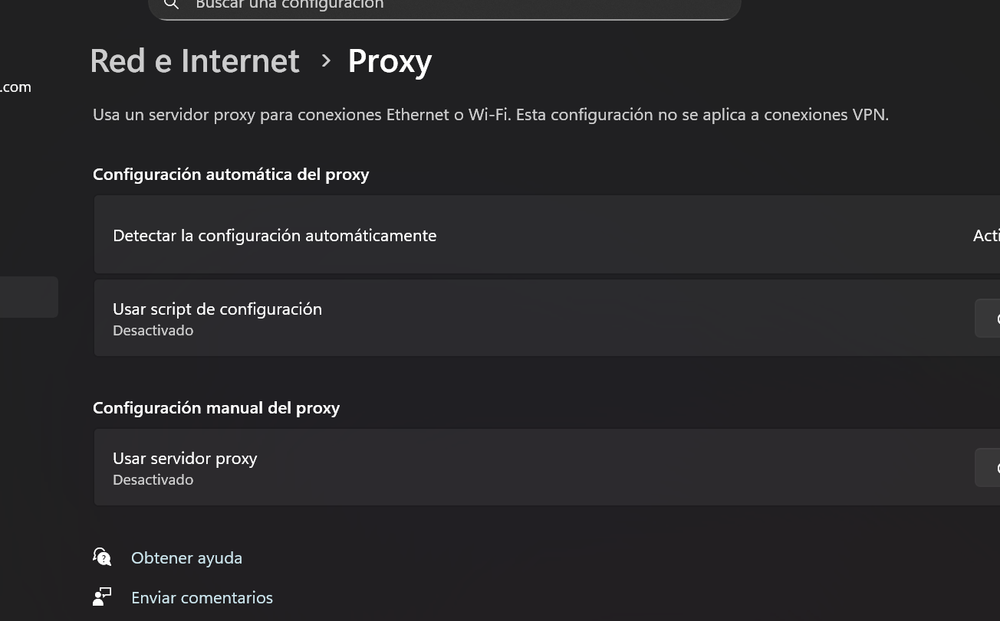 Buscar una configuración
Red e Internet > Proxy
.com
Usa un servidor proxy para conexiones Ethernet o Wi-Fi. Esta configuración no se aplica a conexiones VPN.
Configuración automática del proxy
Detectar la configuración automáticamente
Acti
Usar script de configuración
Desactivado
Configuración manual del proxy
Usar servidor proxy
Desactivado
Obtener ayuda
Enviar comentarios